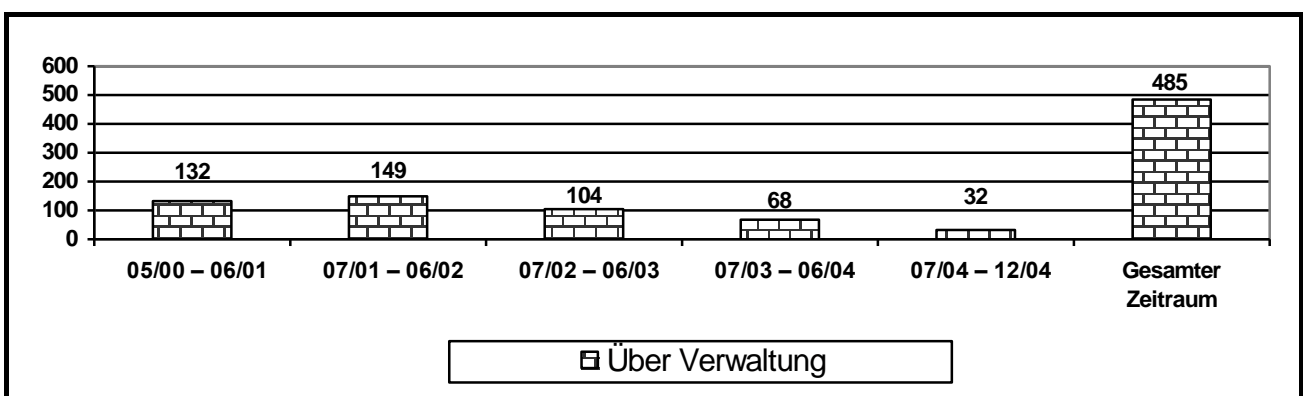 600
500
400
300
200
100
0
132
149
104
68
32
485
05/00 – 06/01
07/01 – 06/02
07/02 – 06/03
07/03 – 06/04
07/04 – 12/04
Gesamter
Zeitraum
Über Verwaltung